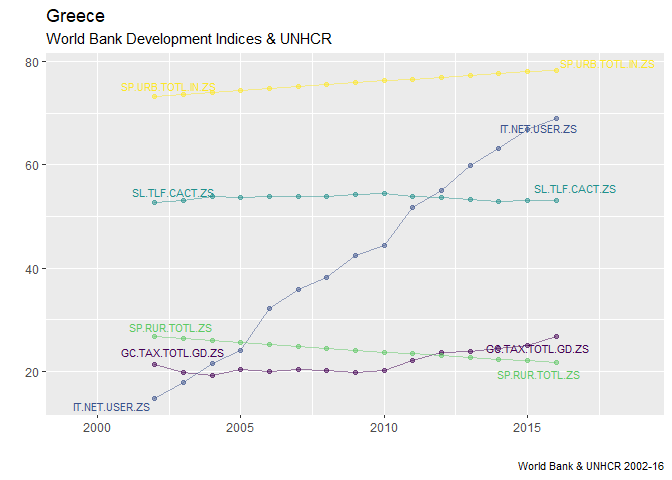 Greece
World Bank Development Indices & UNHCR
80
SP.URB.TOTL.IN.ZS
SP.URB.TOTL.IN.ZS
IT.NET.USER.ZS
60
SL.TLF.CACT.ZS
SL.TLF.CACT.ZS
40
SP.RUR.TOTL.ZS
GC.TAX.TOTL.GD.ZS
GC.TAX.TOTL.GD.ZS
20
SP.RUR.TOTL.ZS
IT.NET.USER.ZS
2000 2005 2010 2015
World Bank & UNHCR 2002-16